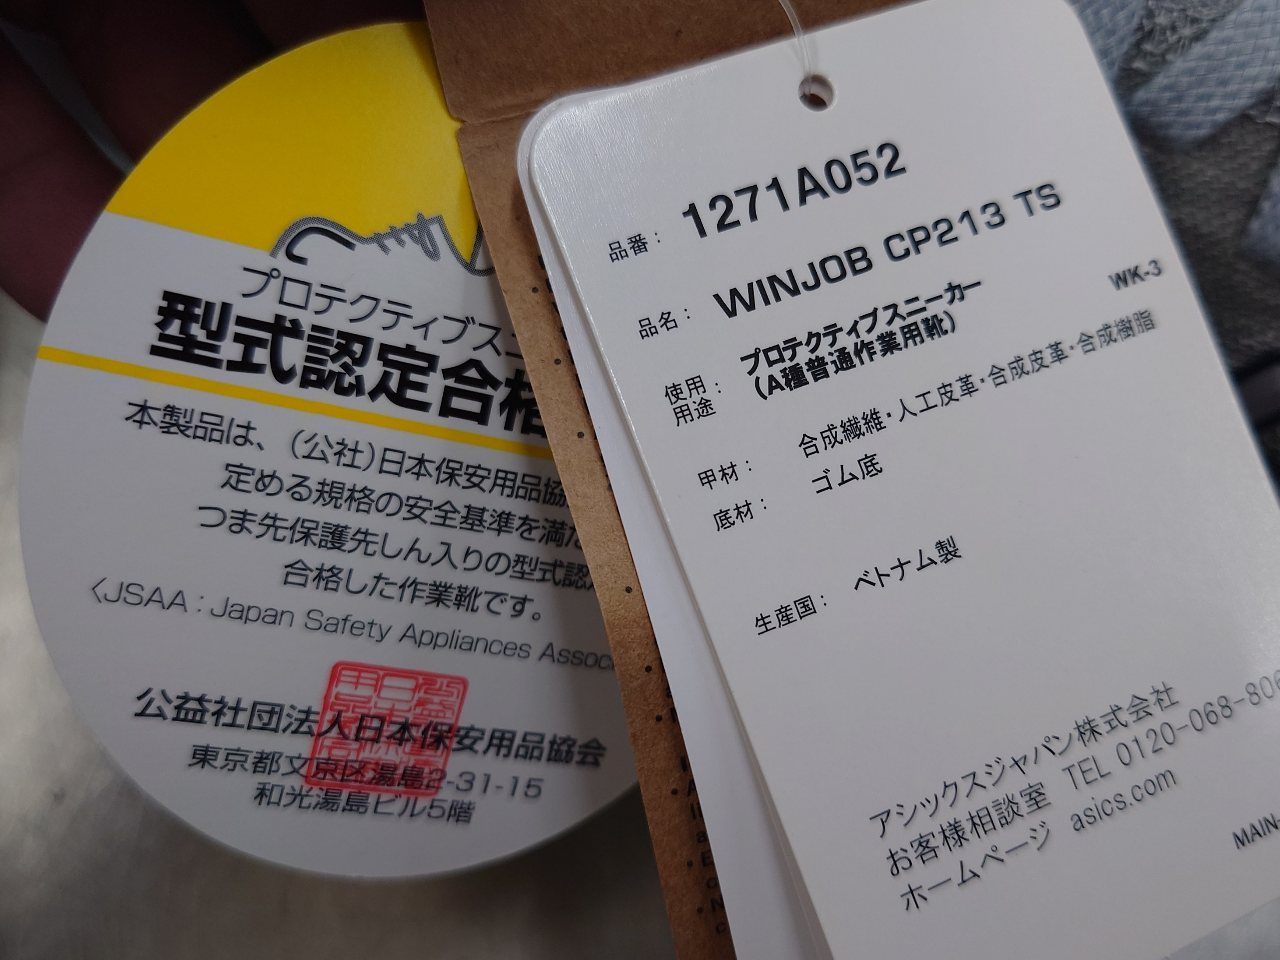 プロテクティブス
型式認定合格
本製品は、(公社)日本保安用品協
定める規格の安全基準を満た
つま先保護先しん入りの型式認
合格した作業靴です。
〈JSAA:Japan Safety Appliances Assoc
公益社団法人日本保安用品協会
東京都文京区湯島2-31-15
和光湯島ビル5階
品番: 1271A052
品名: WINJOB CP213 TS
WK-3
使用用途: プロテクティブスニーカー
(A種普通作業用靴)
甲材: 合成繊維・人工皮革・合成皮革・合成樹脂
底材: ゴム底
生産国: ベトナム製
アシックスジャパン株式会社
お客様相談室 TEL 0120-068-806
ホームページ asics.com
MAIN-